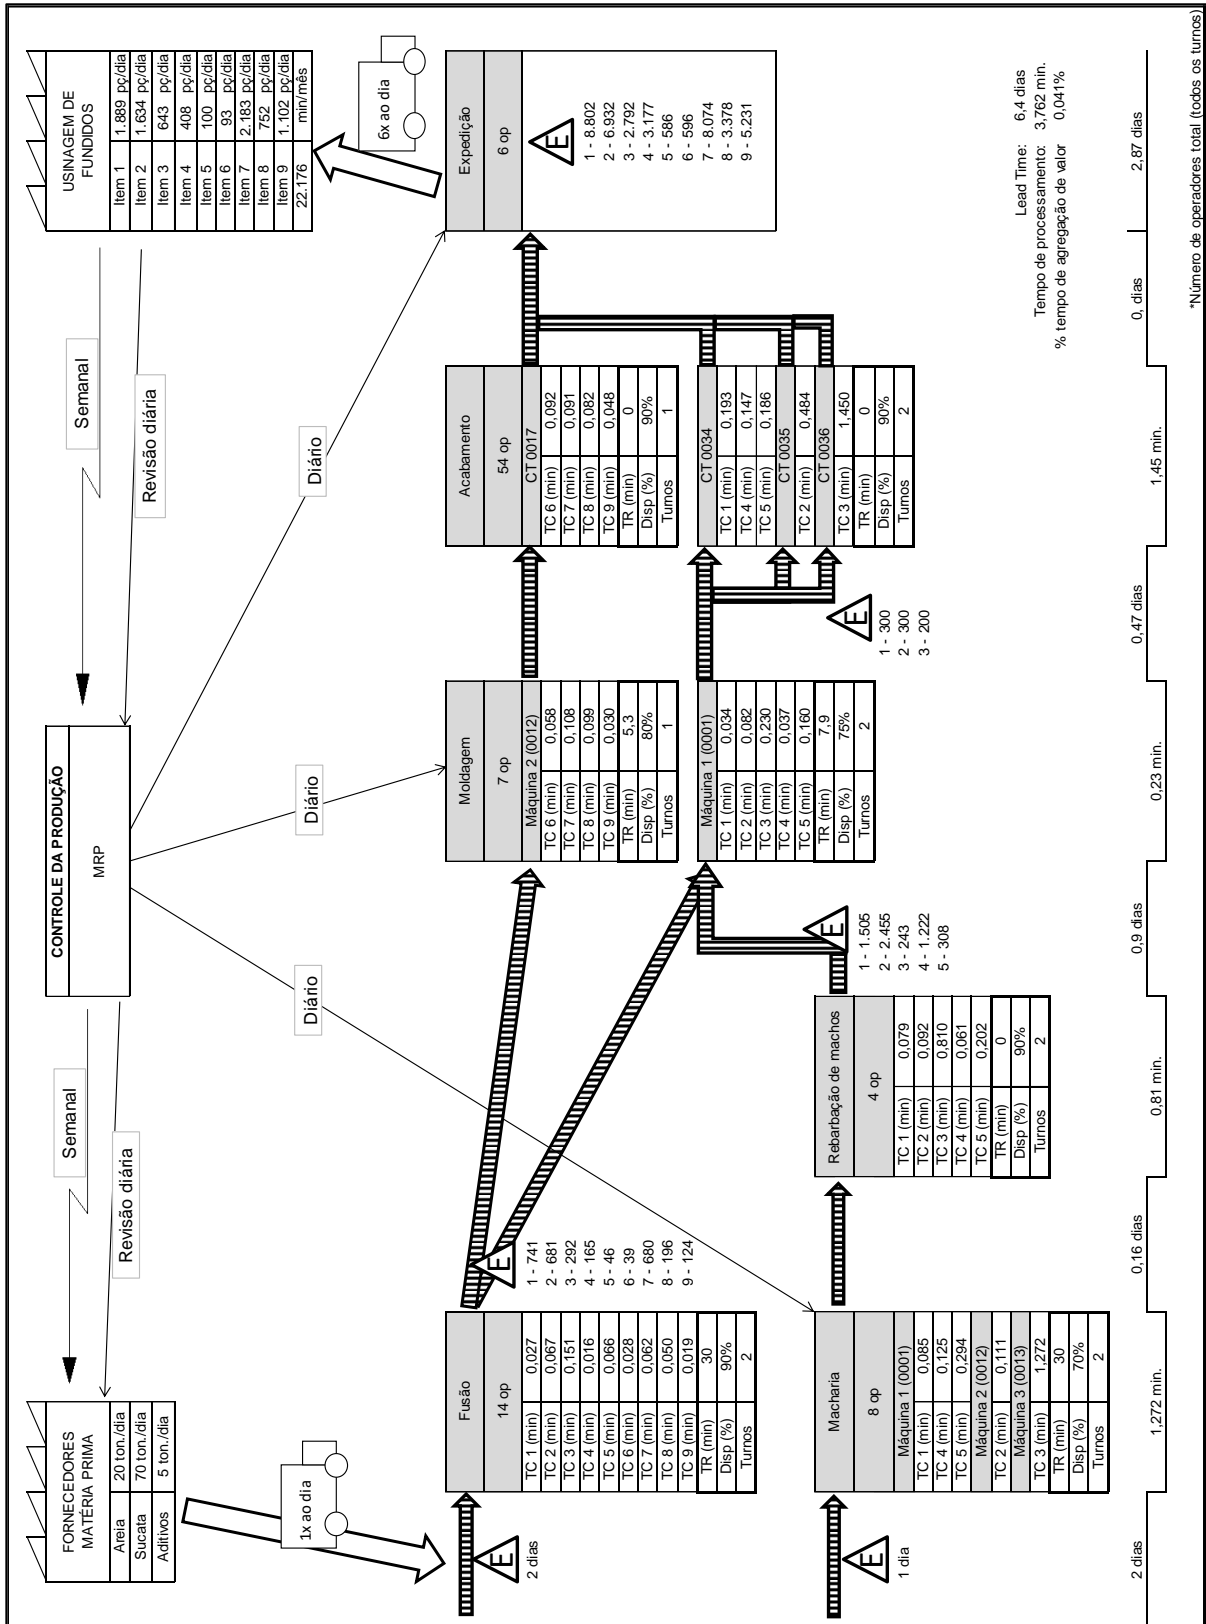 FORNECEDORES
MATÉRIA PRIMA
Areia 20 ton./dia
Sucata 70 ton./dia
Aditivos 5 ton./dia
Semanal
Revisão diária
CONTROLE DA PRODUÇÃO
MRP
Semanal
Revisão diária
USINAGEM DE
FUNDIDOS
Item 1 1.889 pç/dia
Item 2 1.634 pç/dia
Item 3 643 pç/dia
Item 4 408 pç/dia
Item 5 100 pç/dia
Item 6 93 pç/dia
Item 7 2.183 pç/dia
Item 8 752 pç/dia
Item 9 1.102 pç/dia
22.176 min/mês
1x ao dia
Diário
Diário
Diário
6x ao dia
E
2 dias
Fusão
14 op
TC 1 (min) 0,027
TC 2 (min) 0,067
TC 3 (min) 0,151
TC 4 (min) 0,016
TC 5 (min) 0,066
TC 6 (min) 0,028
TC 7 (min) 0,062
TC 8 (min) 0,050
TC 9 (min) 0,019
TR (min) 30
Disp (%) 90%
Turnos 2
E
1 - 741
2 - 681
3 - 292
4 - 165
5 - 46
6 - 39
7 - 680
8 - 196
9 - 124
Moldagem
7 op
Máquina 2 (0012)
TC 6 (min) 0,058
TC 7 (min) 0,108
TC 8 (min) 0,099
TC 9 (min) 0,030
TR (min) 5,3
Disp (%) 80%
Turnos 1
Máquina 1 (0001)
TC 1 (min) 0,034
TC 2 (min) 0,082
TC 3 (min) 0,230
TC 4 (min) 0,037
TC 5 (min) 0,160
TR (min) 7,9
Disp (%) 75%
Turnos 2
Acabamento
54 op
CT 0017
TC 6 (min) 0,092
TC 7 (min) 0,091
TC 8 (min) 0,082
TC 9 (min) 0,048
TR (min) 0
Disp (%) 90%
Turnos 1
CT 0034
TC 1 (min) 0,193
TC 4 (min) 0,147
TC 5 (min) 0,186
CT 0035
TC 2 (min) 0,484
CT 0036
TC 3 (min) 1,450
TR (min) 0
Disp (%) 90%
Turnos 2
Expedição
6 op
E
1 - 8.802
2 - 6.932
3 - 2.792
4 - 3.177
5 - 586
6 - 596
7 - 8.074
8 - 3.378
9 - 5.231
E
1 dia
Macharia
8 op
Máquina 1 (0001)
TC 1 (min) 0,085
TC 4 (min) 0,125
TC 5 (min) 0,294
Máquina 2 (0012)
TC 2 (min) 0,111
Máquina 3 (0013)
TC 3 (min) 1,272
TR (min) 30
Disp (%) 70%
Turnos 2
Rebarbação de machos
4 op
TC 1 (min) 0,079
TC 2 (min) 0,092
TC 3 (min) 0,810
TC 4 (min) 0,061
TC 5 (min) 0,202
TR (min) 0
Disp (%) 90%
Turnos 2
E
1 - 1.505
2 - 2.455
3 - 243
4 - 1.222
5 - 308
E
1 - 300
2 - 300
3 - 200
Lead Time: 6,4 dias
Tempo de processamento: 3,762 min.
% tempo de agregação de valor 0,041%
2 dias 1,272 min. 0,16 dias 0,81 min. 0,9 dias 0,23 min. 0,47 dias 1,45 min. 0, dias 2,87 dias
*Número de operadores total (todos os turnos)